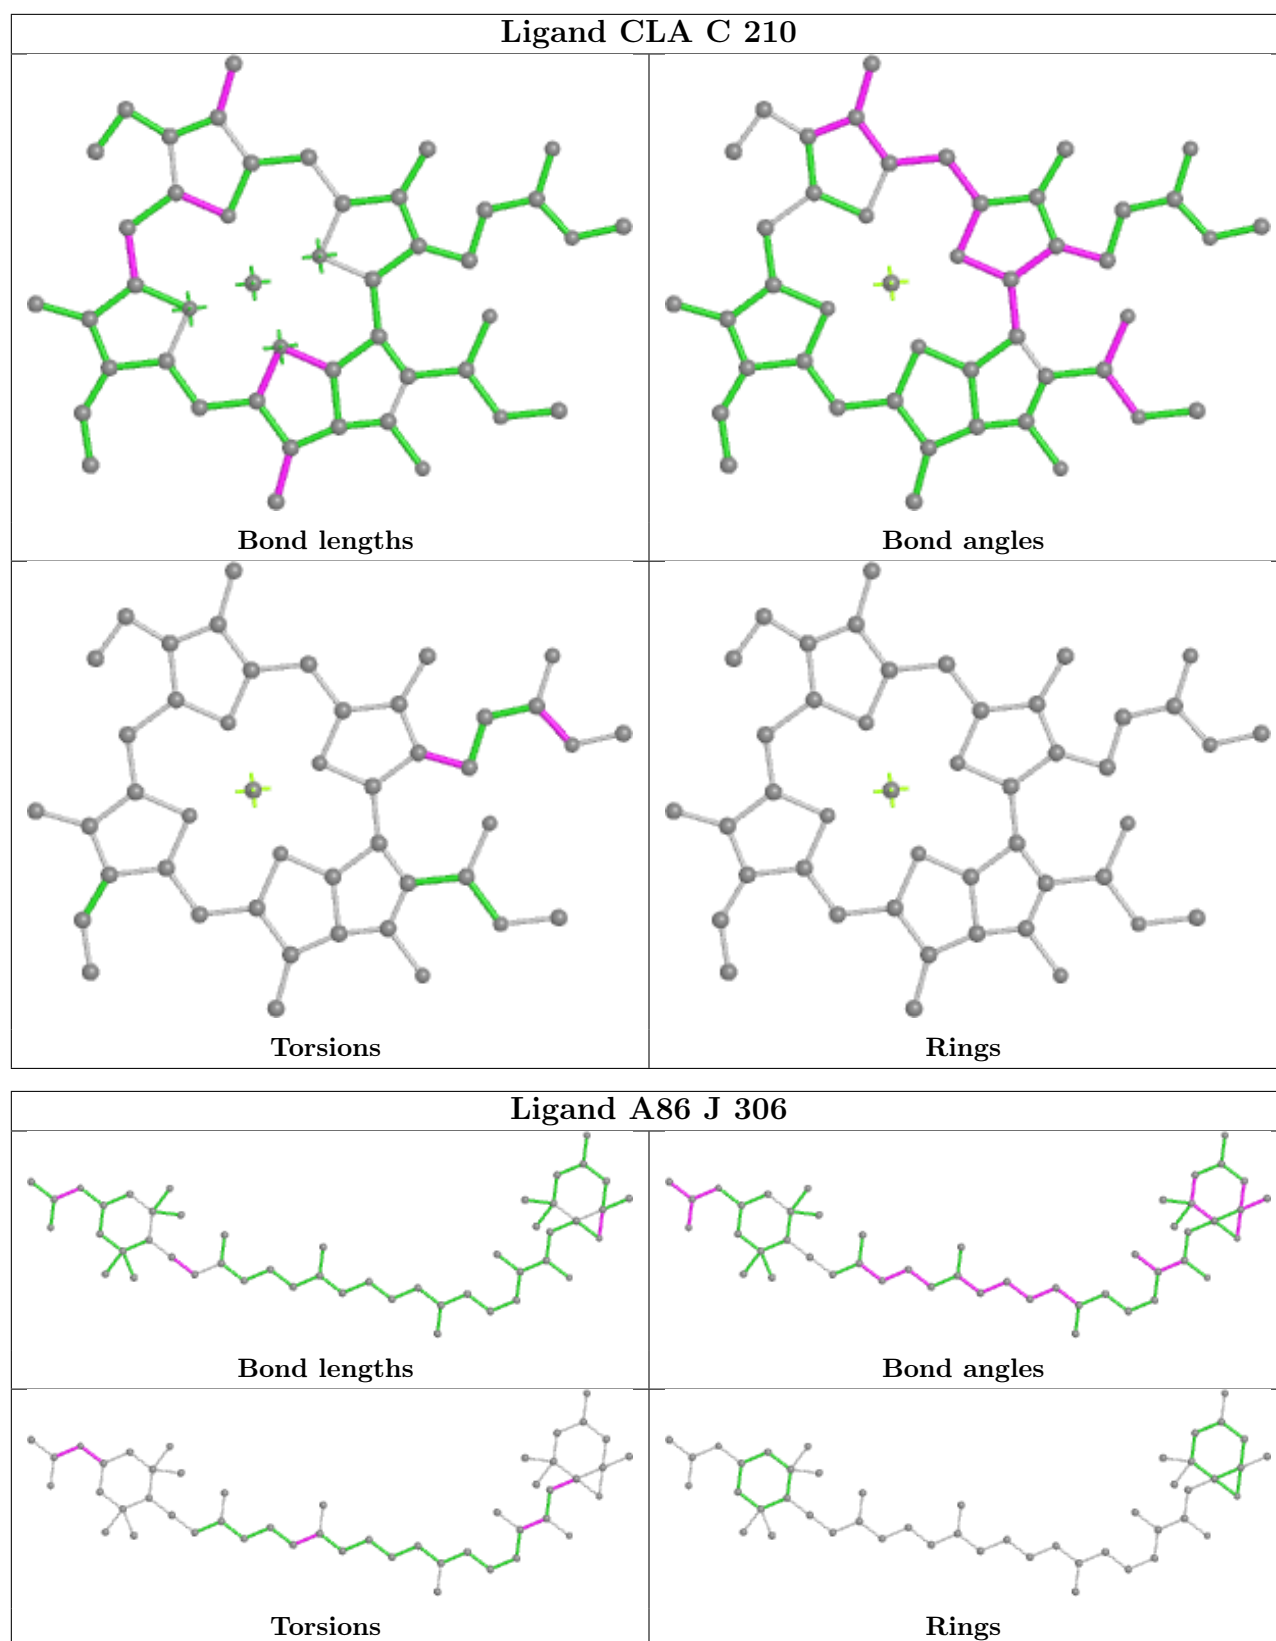 Ligand CLA C 210
Bond lengths
Bond angles
Torsions
Rings
Ligand A86 J 306
Bond lengths
Bond angles
Torsions
Rings